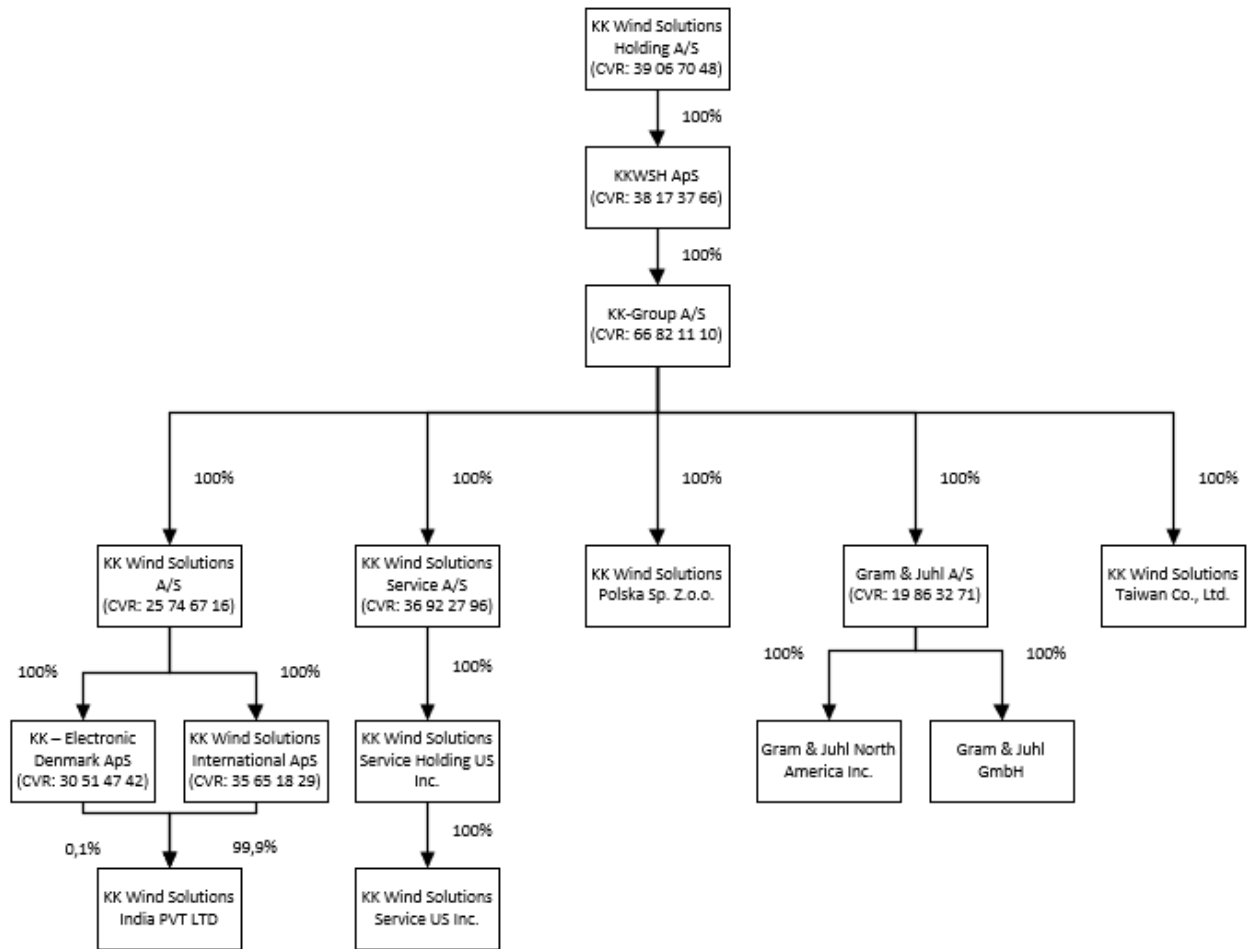 KK Wind Solutions
Holding A/S
(CVR: 39 06 70 48)
100%
KKWSH ApS
(CVR: 38 17 37 66)
100%
KK-Group A/S
(CVR: 66 82 11 10)
100%
100%
100%
100%
100%
KK Wind Solutions
A/S
(CVR: 25 74 67 16)
KK Wind Solutions
Service A/S
(CVR: 36 92 27 96)
KK Wind Solutions
Polska Sp. Z.o.o.
Gram & Juhl A/S
(CVR: 19 86 32 71)
KK Wind Solutions
Taiwan Co., Ltd.
100%
100%
100%
100%
100%
KK – Electronic
Denmark ApS
(CVR: 30 51 47 42)
KK Wind Solutions
International ApS
(CVR: 35 65 18 29)
KK Wind Solutions
Service Holding US
Inc.
Gram & Juhl North
America Inc.
Gram & Juhl
GmbH
0,1%
99,9%
100%
KK Wind Solutions
India PVT LTD
KK Wind Solutions
Service US Inc.